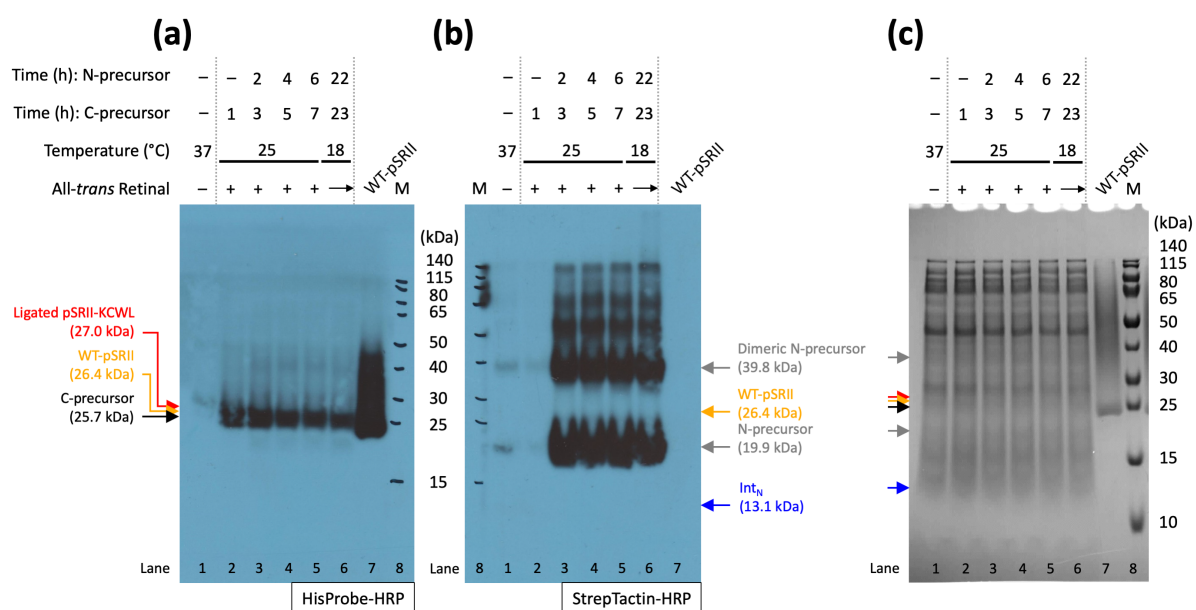 (a) (b) (c)
Time (h): N-precursor – – 2 4 6 22 – – 2 4 6 22 – – 2 4 6 22
Time (h): C-precursor – 1 3 5 7 23 – 1 3 5 7 23 – 1 3 5 7 23
Temperature (°C) 37 25 18 37 25 18 37 25 18
WT-pSRII WT-pSRII WT-pSRII
All-trans Retinal – + + + + M M – + + + + – + + + + M
(kDa)
140
115
80
65
50
40
30
25
15
(kDa)
140
115
80
65
50
40
30
25
15
10
Ligated pSRII-KCWL
(27.0 kDa)
WT-pSRII
(26.4 kDa)
C-precursor
(25.7 kDa)
Dimeric N-precursor
(39.8 kDa)
WT-pSRII
(26.4 kDa)
N-precursor
(19.9 kDa)
IntN
(13.1 kDa)
Lane 1 2 3 4 5 6 7 8 Lane 8 1 2 3 4 5 6 7 Lane 1 2 3 4 5 6 7 8
HisProbe-HRP StrepTactin-HRP